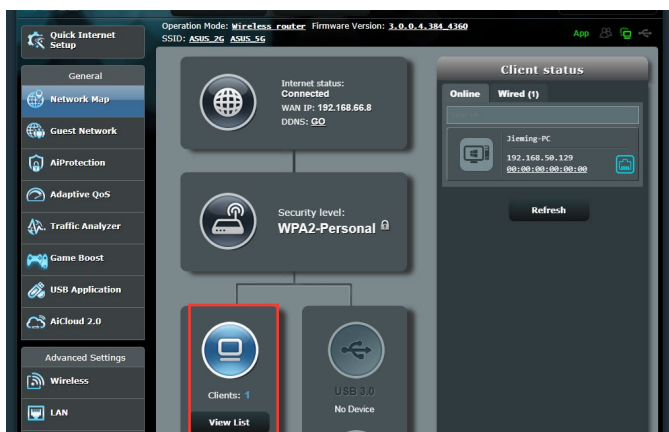 Quick Internet
Setup
Operation Mode: Wireless router Firmware Version: 3.0.0.4.384_4360
SSID: ASUS_2G ASUS_5G
App
General
Network Map
Guest Network
AiProtection
Adaptive QoS
Traffic Analyzer
Game Boost
USB Application
AiCloud 2.0
Advanced Settings
Wireless
LAN
Internet status:
Connected
WAN IP: 192.168.66.8
DDNS: GO
Security level:
WPA2-Personal
Clients: 1
View List
USB 3.0
No Device
Client status
Online Wired (1)
Jieming-PC
192.168.50.129
00:00:00:00:00:00
Refresh